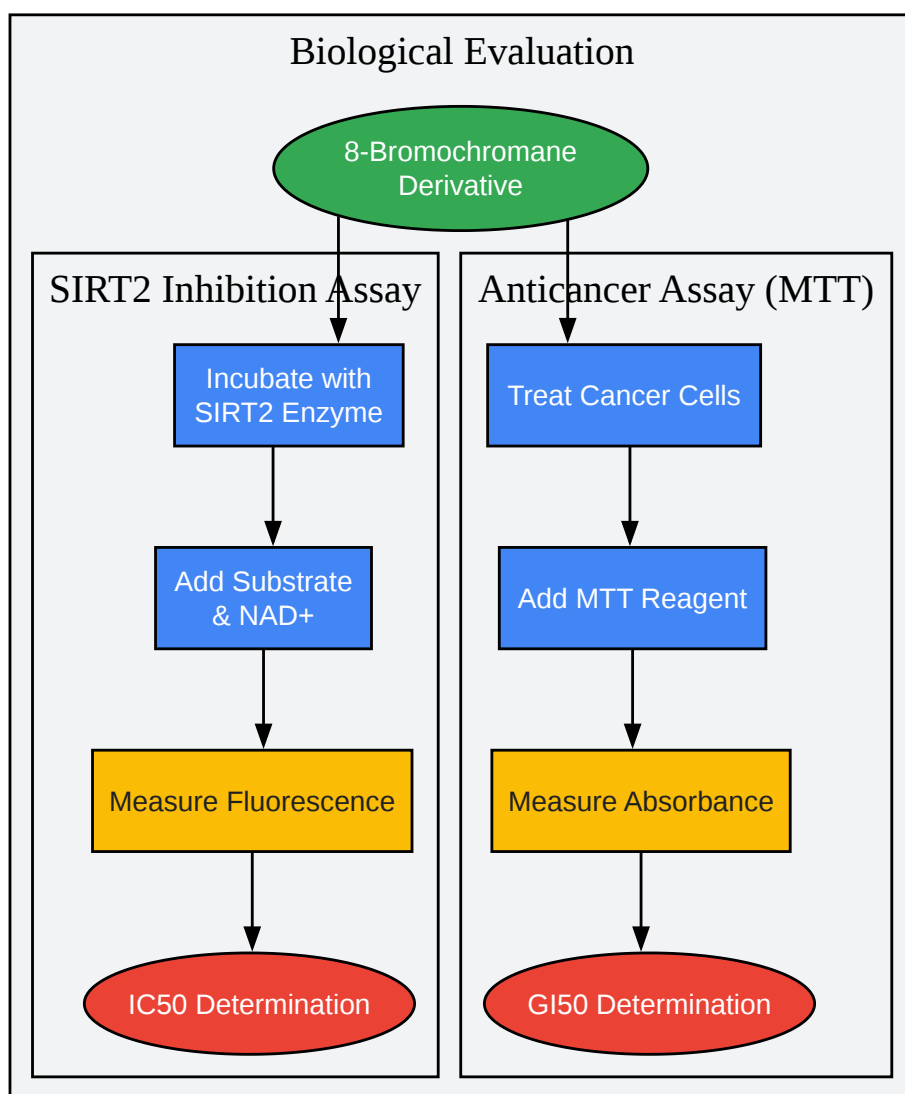 Biological Evaluation
8-Bromochromane
Derivative
SIRT2 Inhibition Assay
Incubate with
SIRT2 Enzyme
Add Substrate
& NAD+
Measure Fluorescence
IC50 Determination
Anticancer Assay (MTT)
Treat Cancer Cells
Add MTT Reagent
Measure Absorbance
GI50 Determination